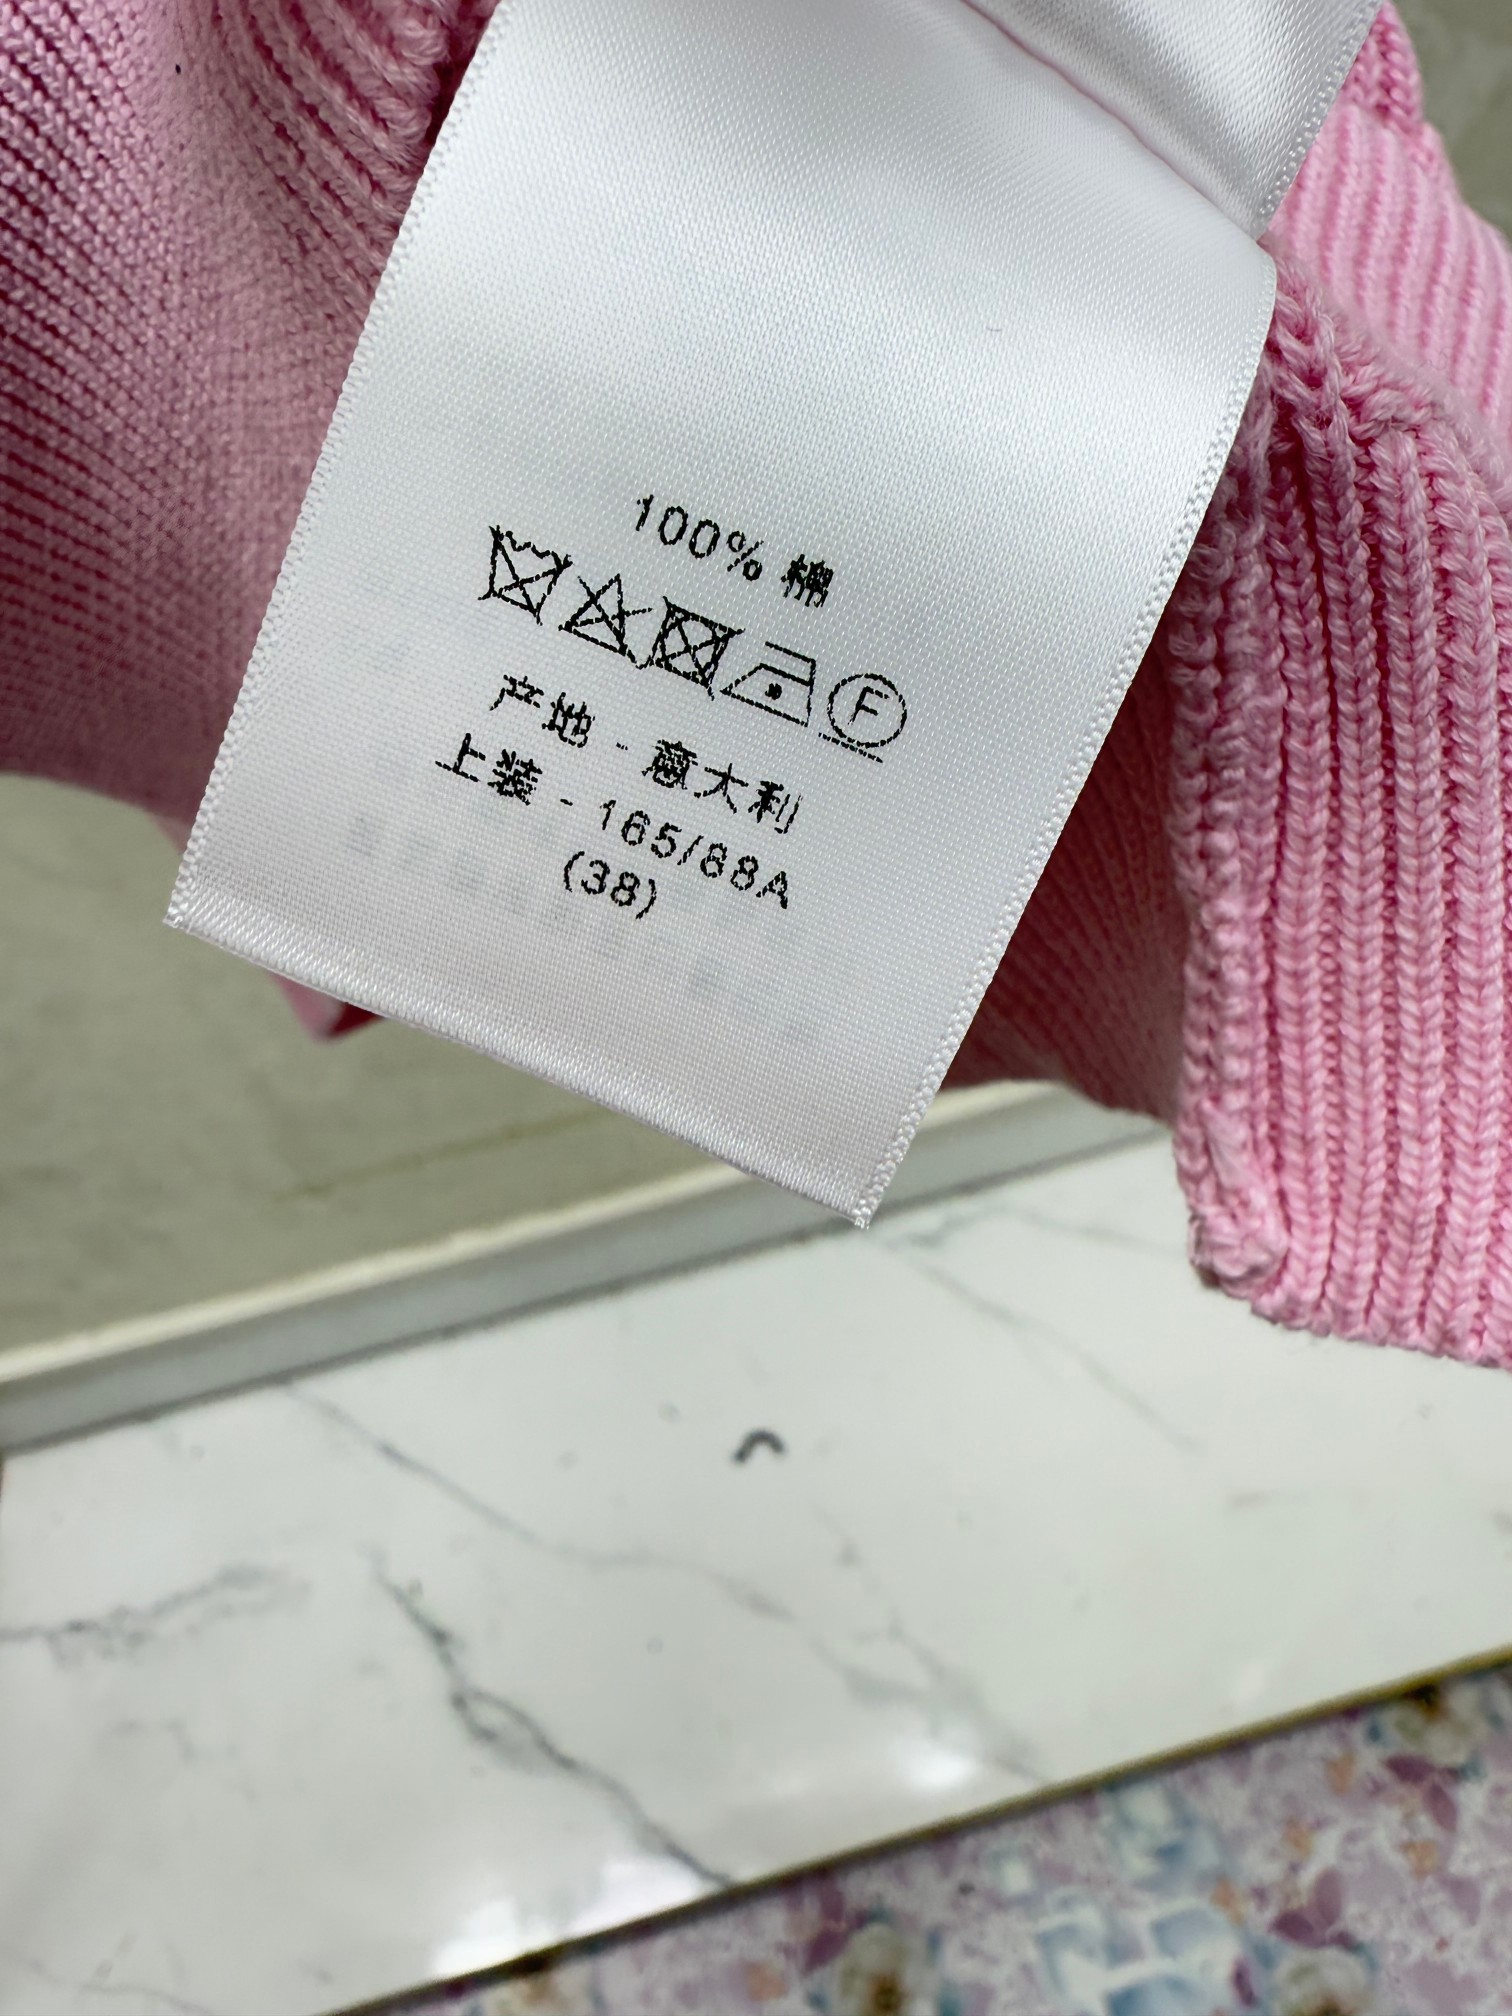 100% 棉
F
产地 - 意大利
上装 - 165/88A
(38)